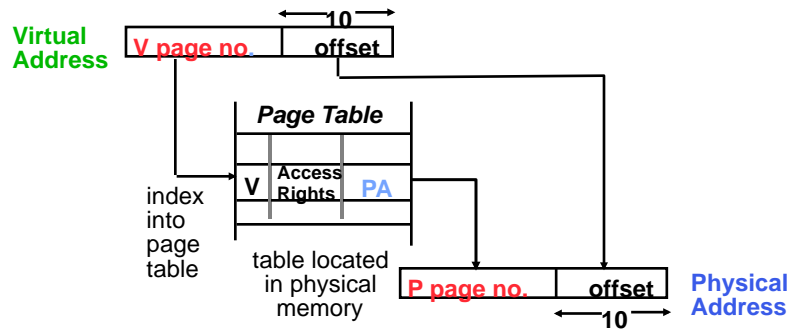 10
Virtual
Address
V page no.
offset
Page Table
V
Access
Rights
PA
index
into
page
table
table located
in physical
memory
P page no.
offset
Physical
Address
10